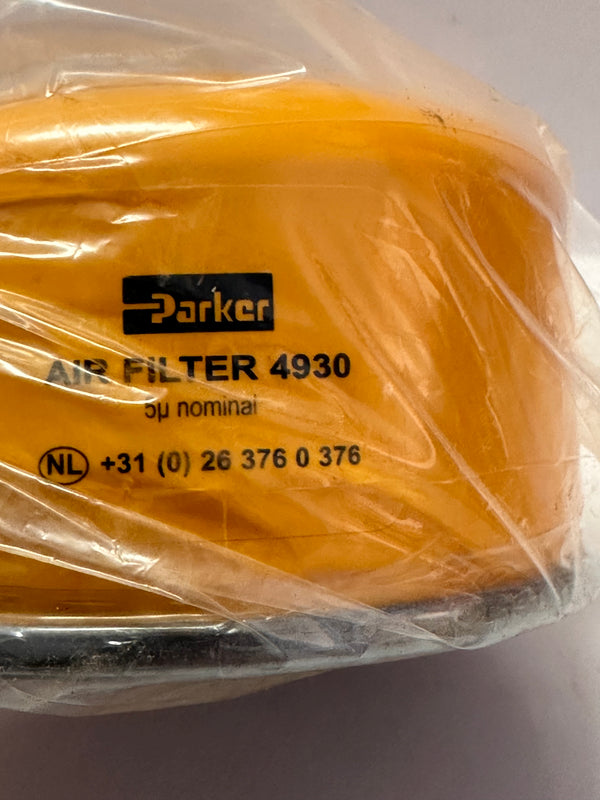 Parker
AIR FILTER 4930
5µ nominal
NL +31 (0) 26 376 0 376